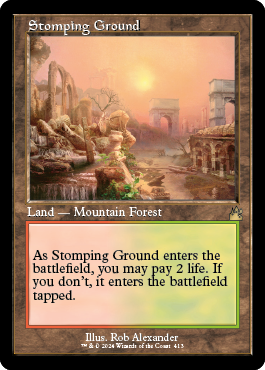 Stomping Ground
Land — Mountain Forest
As Stomping Ground enters the
battlefield, you may pay 2 life. If
you don't, it enters the battlefield
tapped.
Illus. Rob Alexander
™ & © 2024 Wizards of the Coast 413